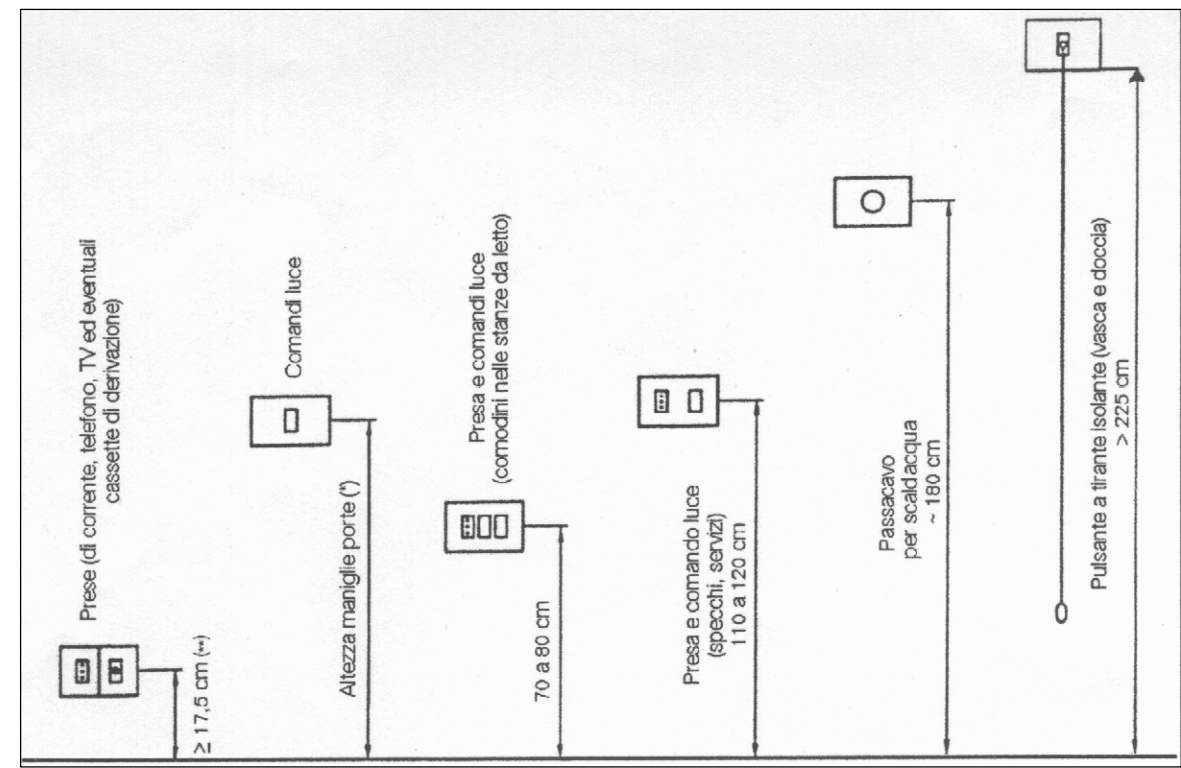 Prese (di corrente, telefono, TV ed eventuali
cassette di derivazione)
≥ 17,5 cm (**)
Comandi luce
Altezza maniglie porte (*)
Presa e comandi luce
(comodini nelle stanze da letto)
70 a 80 cm
Presa e comando luce
(specchi, servizi)
110 a 120 cm
Passacavo
per scaldacqua
~ 180 cm
Pulsante a tirante isolante (vasca e doccia)
> 225 cm